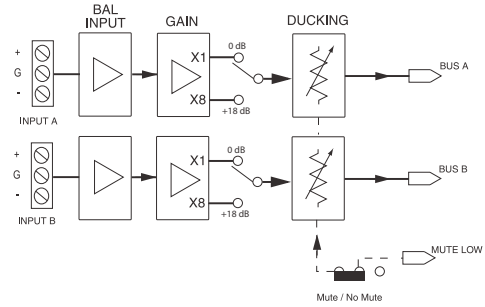 BAL
INPUT
GAIN
DUCKING
+
G
-
INPUT A
X1
X8
0 dB
+18 dB
BUS A
+
G
-
INPUT B
X1
X8
0 dB
+18 dB
BUS B
MUTE LOW
Mute / No Mute